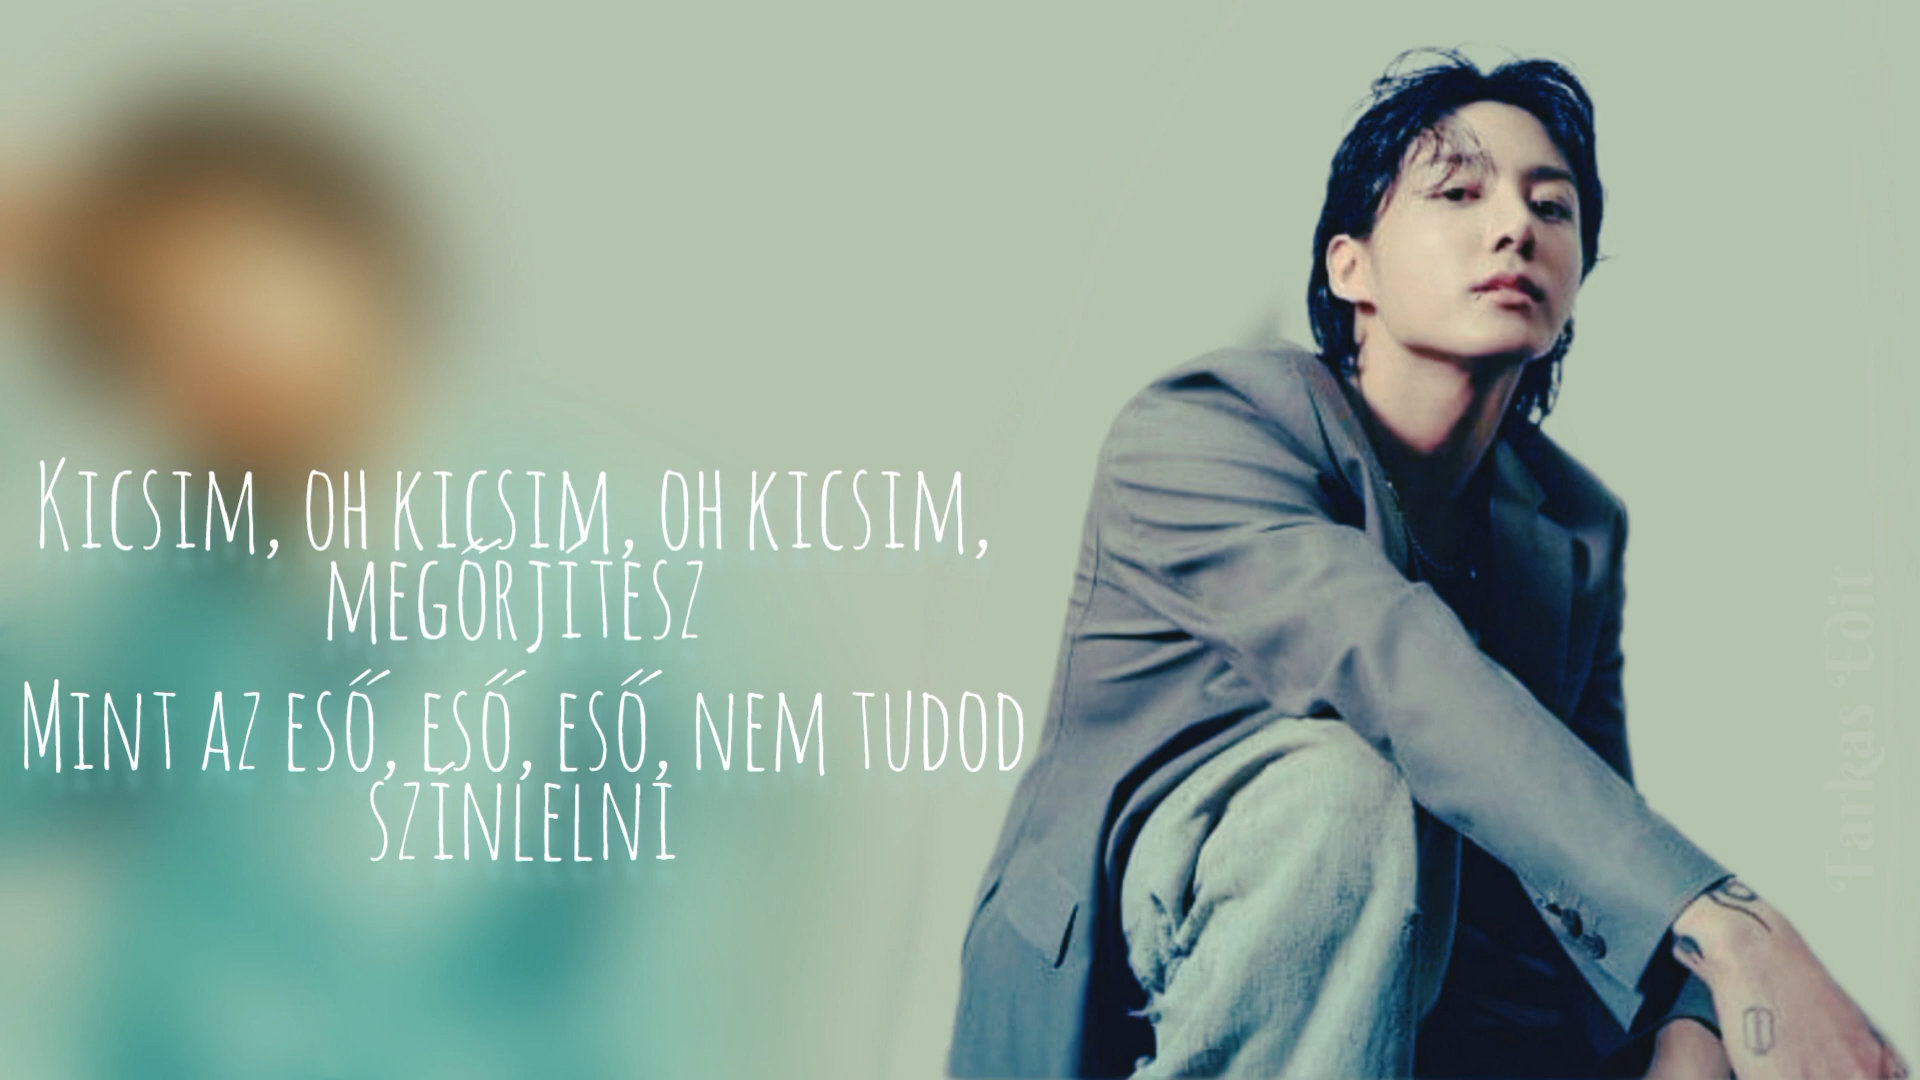 Kicsim, oh kicsim, oh kicsim,
megőrjítesz
Mint az eső, eső, eső, nem tudod
színlelni
Farkas Edit